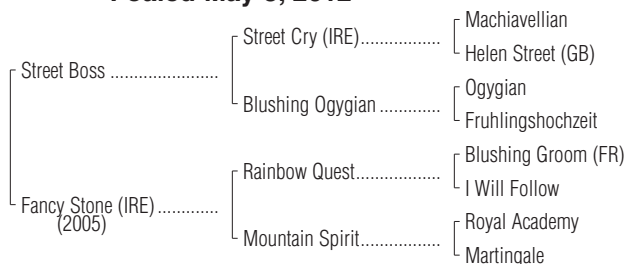 Foaled May 2012
Machiavellian
Street Cry (IRE)................
Helen Street (GB)
Street Boss ......................
Ogygian
Blushing Ogygian ............
Fruhlingshochzeit
Blushing Groom (FR)
Rainbow Quest.................
I Will Follow
Fancy Stone (IRE) ............
(2005)
Royal Academy
Mountain Spirit................
Martingale